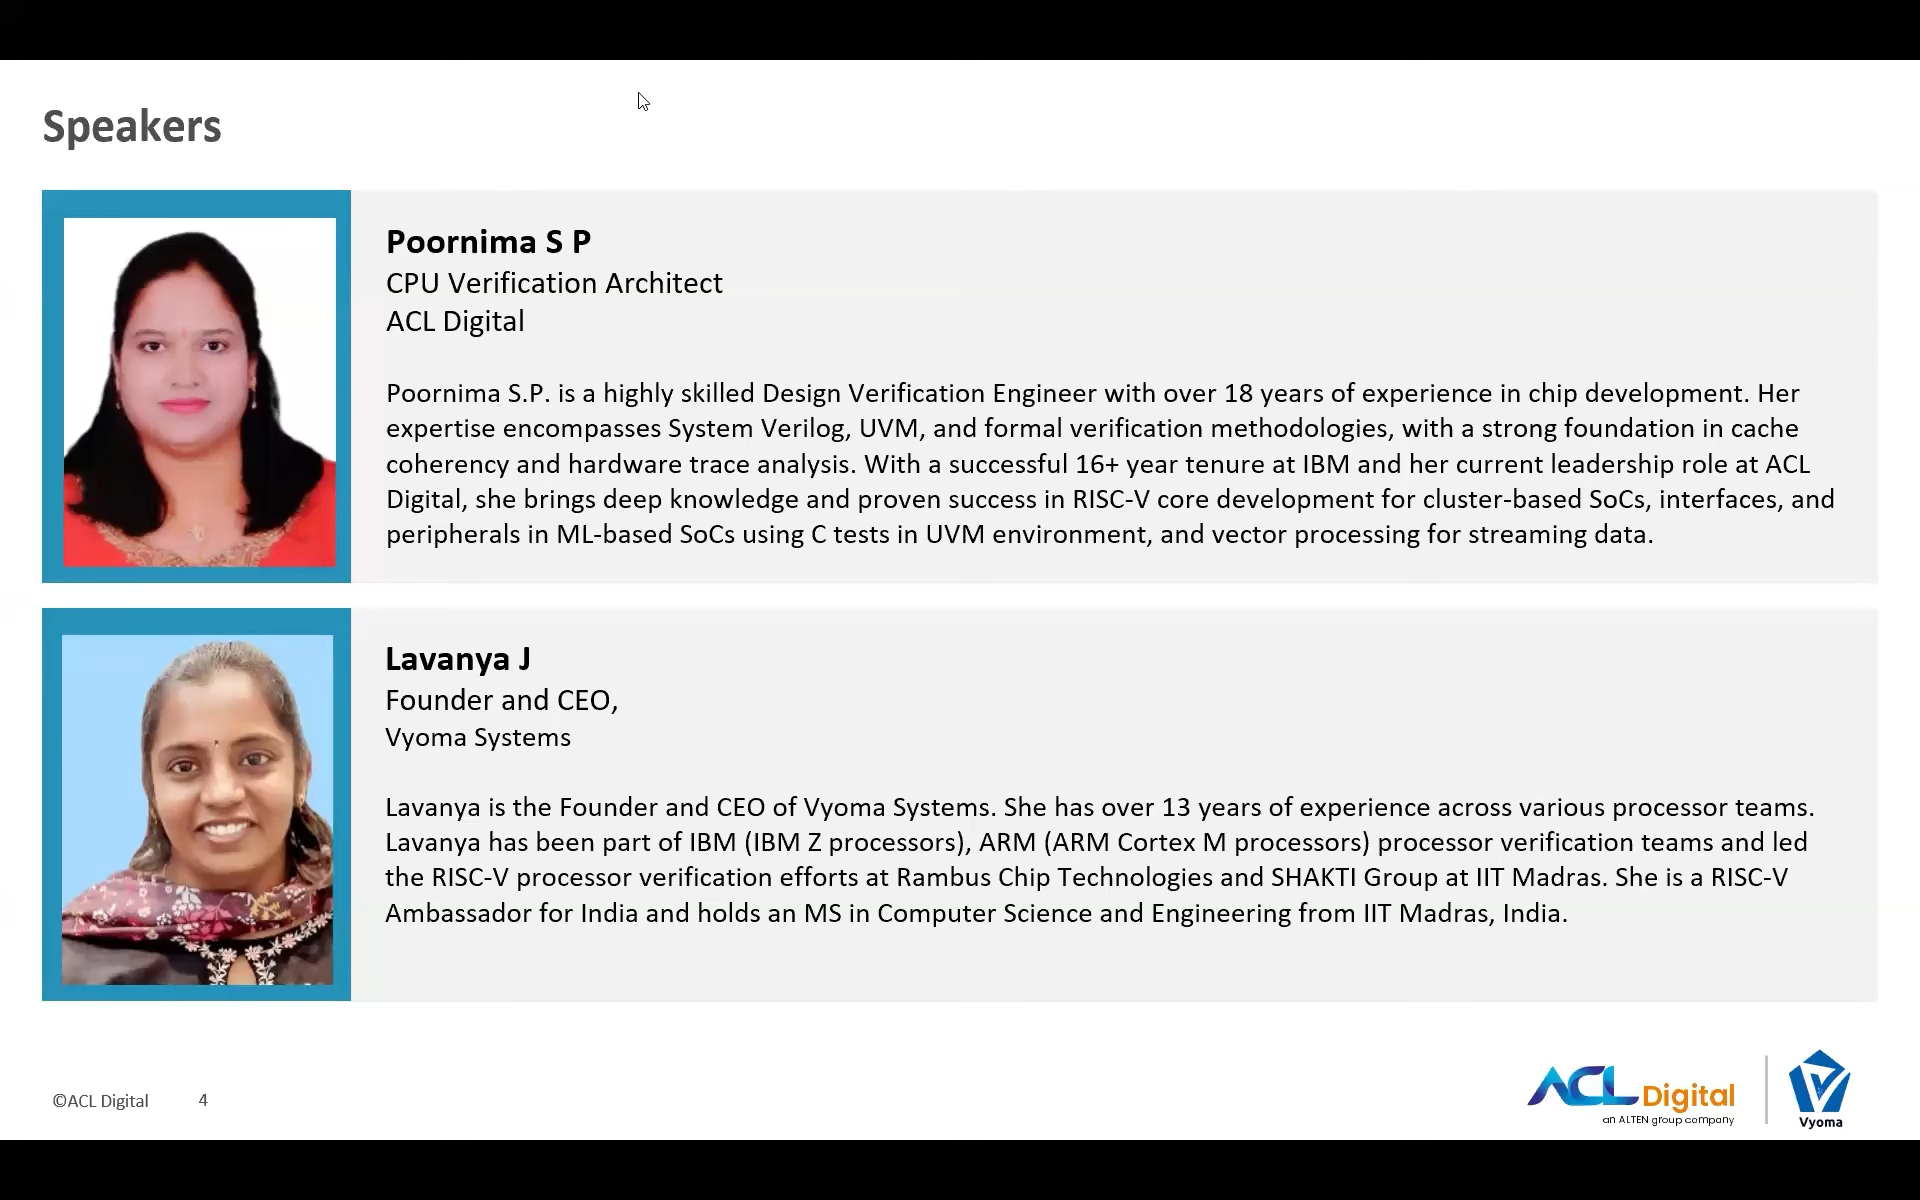 Speakers
Poornima S P
CPU Verification Architect
ACL Digital
Poornima S.P. is a highly skilled Design Verification Engineer with over 18 years of experience in chip development. Her
expertise encompasses System Verilog, UVM, and formal verification methodologies, with a strong foundation in cache
coherency and hardware trace analysis. With a successful 16+ year tenure at IBM and her current leadership role at ACL
Digital, she brings deep knowledge and proven success in RISC-V core development for cluster-based SoCs, interfaces, and
peripherals in ML-based SoCs using C tests in UVM environment, and vector processing for streaming data.
Lavanya J
Founder and CEO,
Vyoma Systems
Lavanya is the Founder and CEO of Vyoma Systems. She has over 13 years of experience across various processor teams.
Lavanya has been part of IBM (IBM Z processors), ARM (ARM Cortex M processors) processor verification teams and led
the RISC-V processor verification efforts at Rambus Chip Technologies and SHAKTI Group at IIT Madras. She is a RISC-V
Ambassador for India and holds an MS in Computer Science and Engineering from IIT Madras, India.
©ACL Digital 4
ACL Digital
an ALTEN group company
Vyoma